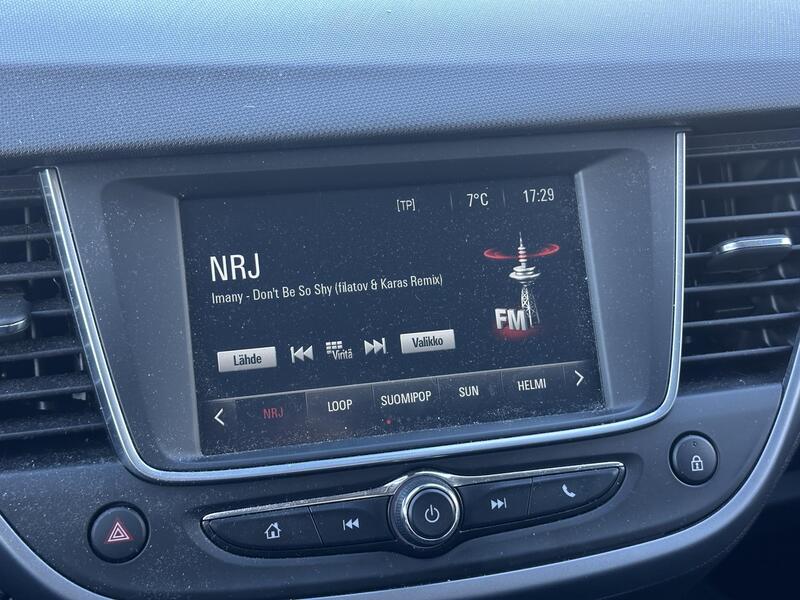 [TP] 7°C 17:29
NRJ
Imany - Don't Be So Shy (filatov & Karas Remix)
FM
Lähde Viritä Valikko
NRJ LOOP SUOMIPOP SUN HELMI